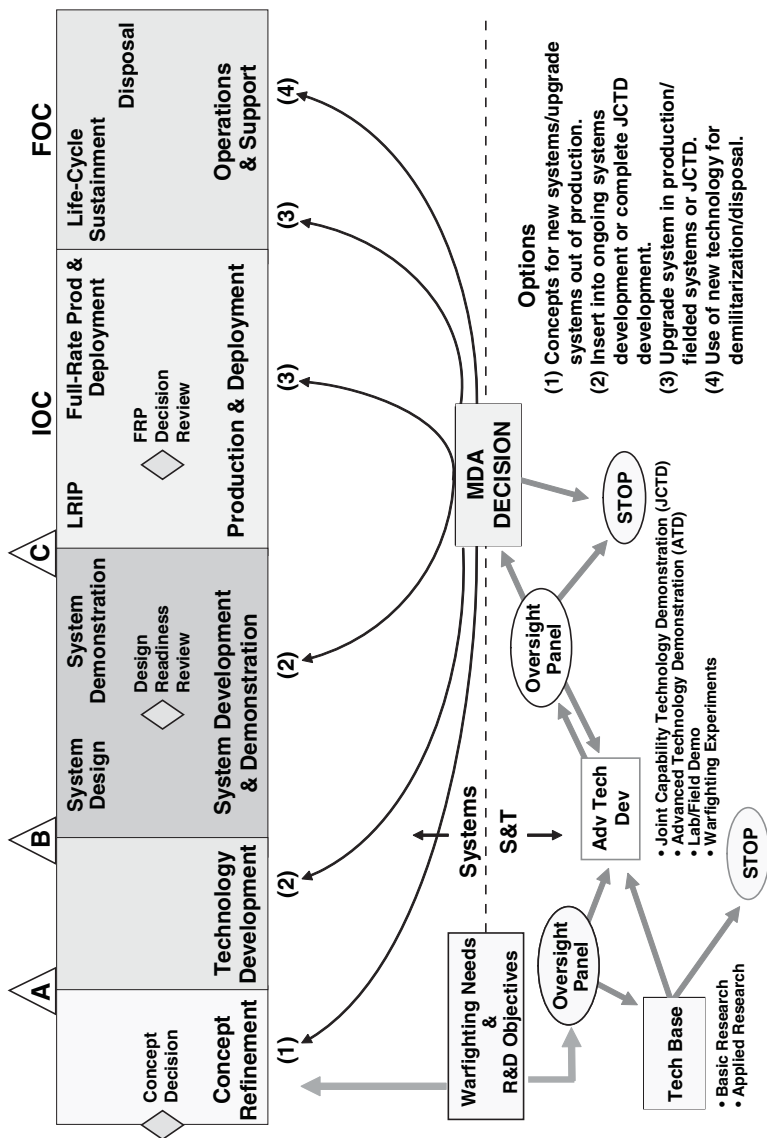 A
B
C
IOC
FOC
Concept
Decision
Concept
Refinement
Technology
Development
System
Design
System
Demonstration
Design
Readiness
Review
System Development
& Demonstration
LRIP
Full-Rate Prod &
Deployment
FRP
Decision
Review
Production & Deployment
Life-Cycle
Sustainment
Disposal
Operations
& Support
(1)
(2)
(2)
(3)
(3)
(4)
Warfighting Needs
&
R&D Objectives
Systems
S&T
MDA
DECISION
Oversight
Panel
Tech Base
• Basic Research
• Applied Research
STOP
Adv Tech
Dev
• Joint Capability Technology Demonstration (JCTD)
• Advanced Technology Demonstration (ATD)
• Lab/Field Demo
• Warfighting Experiments
Oversight
Panel
STOP
Options
(1) Concepts for new systems/upgrade
systems out of production.
(2) Insert into ongoing systems
development or complete JCTD
development.
(3) Upgrade system in production/
fielded systems or JCTD.
(4) Use of new technology for
demilitarization/disposal.